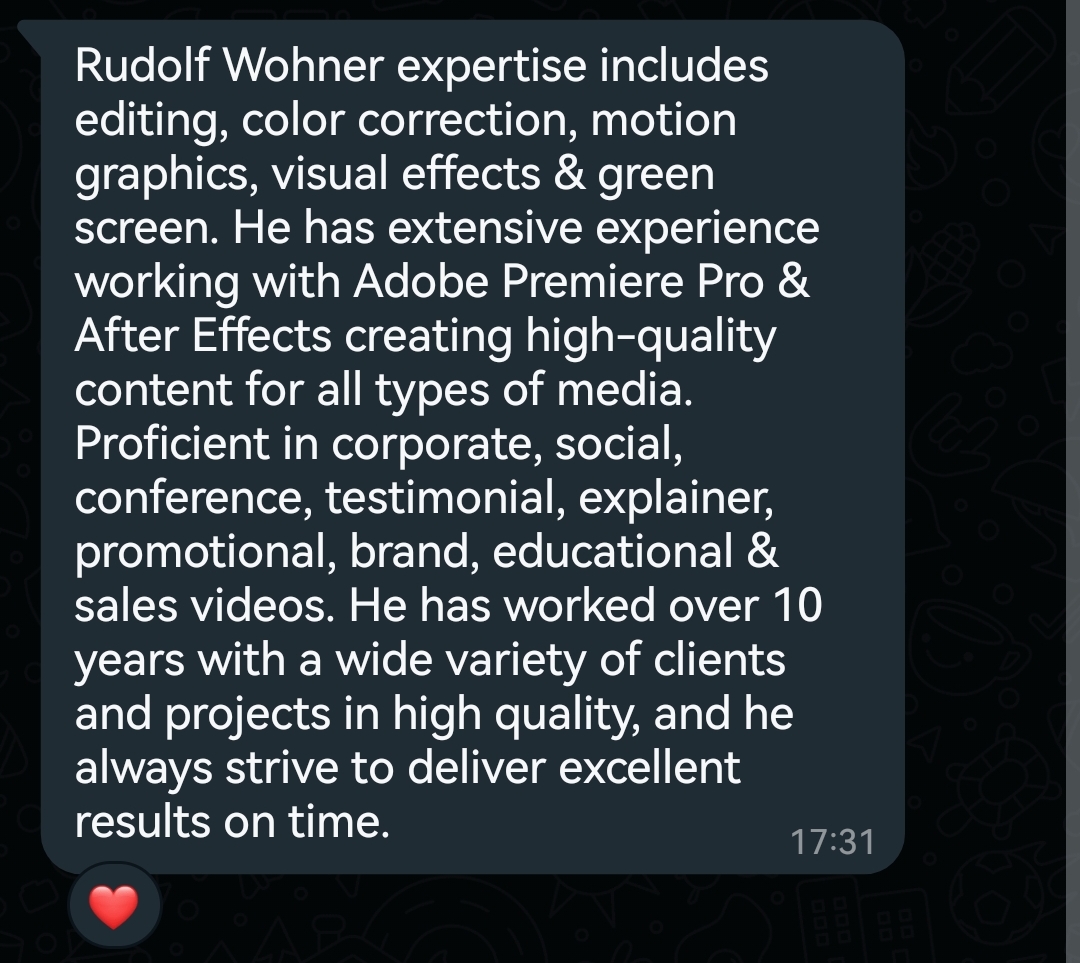 Rudolf Wohner expertise includes
editing, color correction, motion
graphics, visual effects & green
screen. He has extensive experience
working with Adobe Premiere Pro &
After Effects creating high-quality
content for all types of media.
Proficient in corporate, social,
conference, testimonial, explainer,
promotional, brand, educational &
sales videos. He has worked over 10
years with a wide variety of clients
and projects in high quality, and he
always strive to deliver excellent
results on time.
17:31